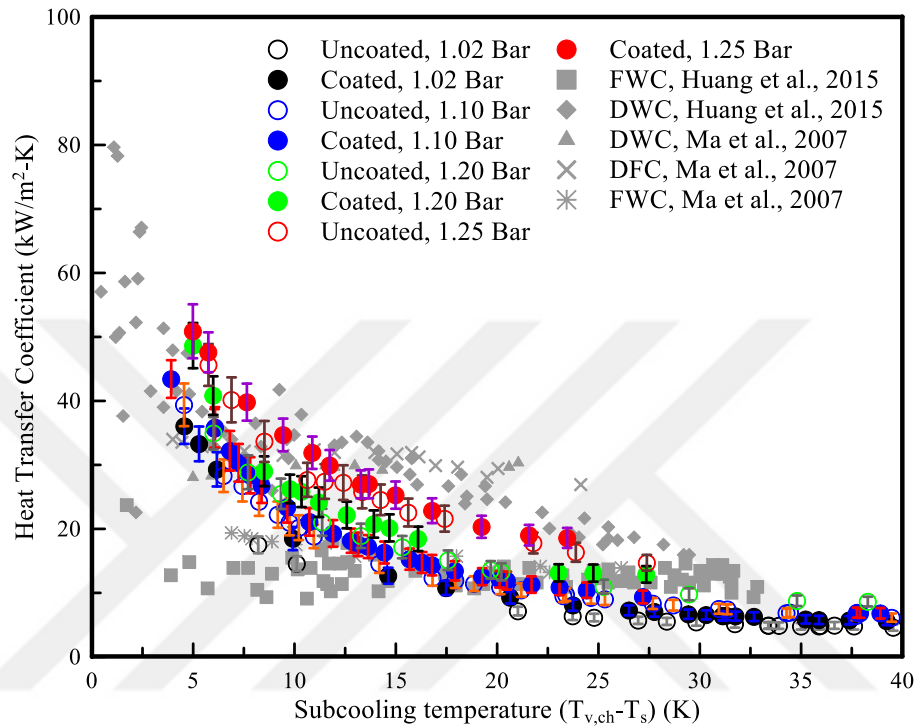 100
80
60
40
20
0
Heat Transfer Coefficient (kW/m²-K)
Uncoated, 1.02 Bar
Coated, 1.02 Bar
Uncoated, 1.10 Bar
Coated, 1.10 Bar
Uncoated, 1.20 Bar
Coated, 1.20 Bar
Uncoated, 1.25 Bar
Coated, 1.25 Bar
FWC, Huang et al., 2015
DWC, Huang et al., 2015
DWC, Ma et al., 2007
DFC, Ma et al., 2007
FWC, Ma et al., 2007
0 5 10 15 20 25 30 35 40
Subcooling temperature (Tv,ch-Ts) (K)